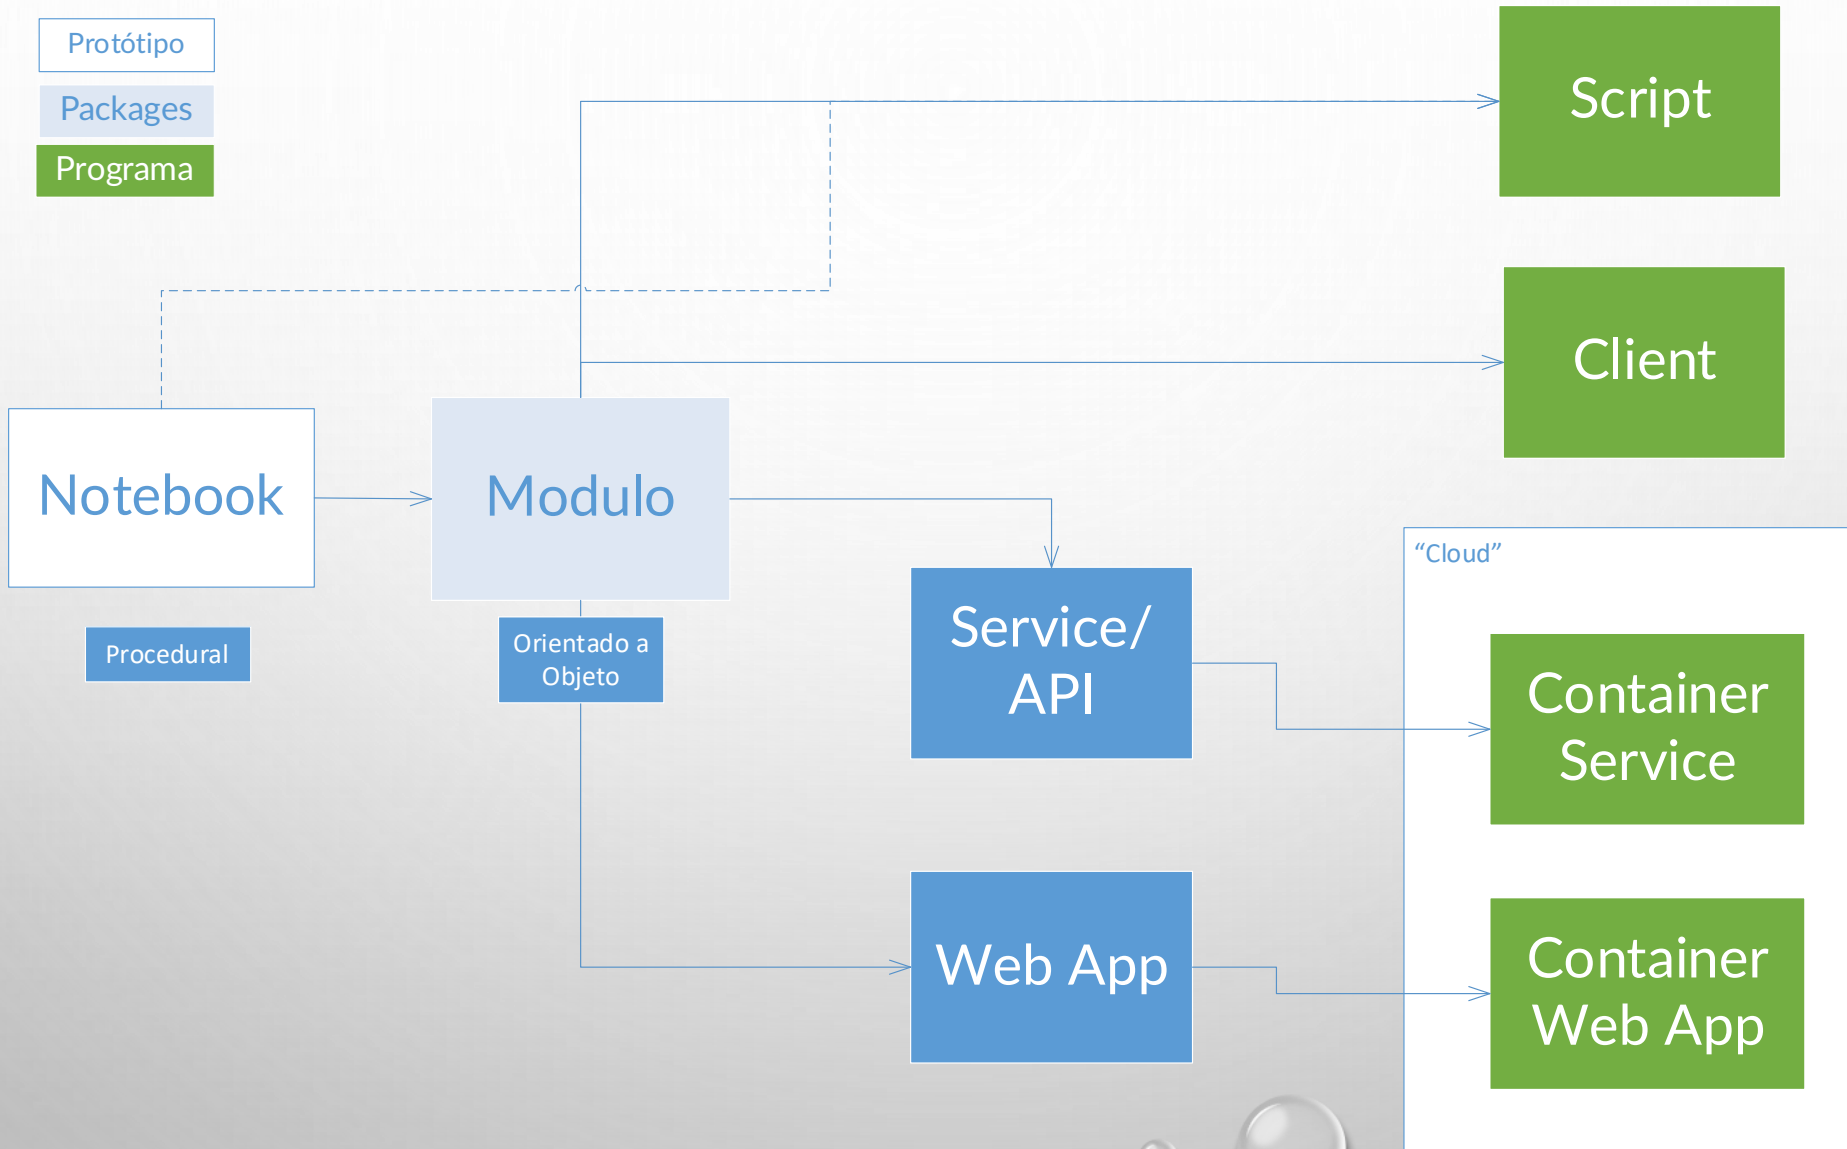 Protótipo
Packages
Programa
Script
Client
Notebook
Modulo
Procedural
Orientado a
Objeto
Service/
API
Web App
“Cloud”
Container
Service
Container
Web App